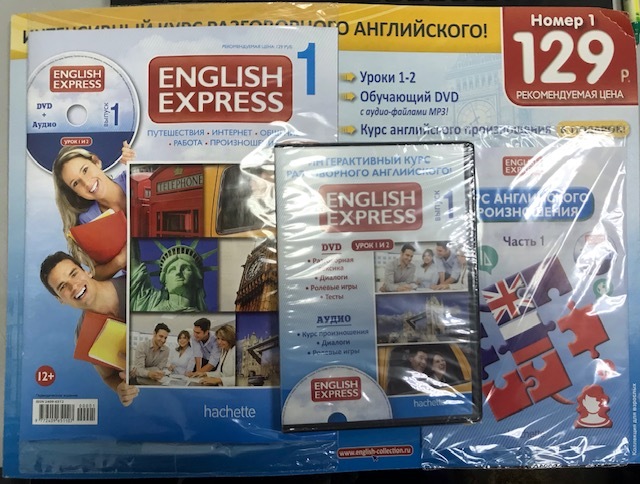 ИНТЕНСИВНЫЙ КУРС РАЗГОВОРНОГО АНГЛИЙСКОГО!
Номер 1
129 Р.
РЕКОМЕНДУЕМАЯ ЦЕНА
Уроки 1-2
Обучающий DVD
с аудио-файлами MP3!
Курс английского произношения
ENGLISH
EXPRESS
DVD
+
Аудио
выпуск 1
УРОК 1 И 2
1
ENGLISH
EXPRESS
ПУТЕШЕСТВИЯ • ИНТЕРНЕТ •
• РАБОТА •
TELEPHONE
12+
hachette
ИНТЕРАКТИВНЫЙ КУРС
РАЗГОВОРНОГО АНГЛИЙСКОГО!
ENGLISH
EXPRESS
выпуск 1
DVD
УРОК 1 И 2
• Диалоги
• Ролевые игры
• Тесты
АУДИО
• Курс произношения
• Диалоги
• Ролевые игры
ENGLISH
EXPRESS
hachette
ENGLISH
EXPRESS
АНГЛИЙСКОГО
Часть 1
www.english-collection.ru